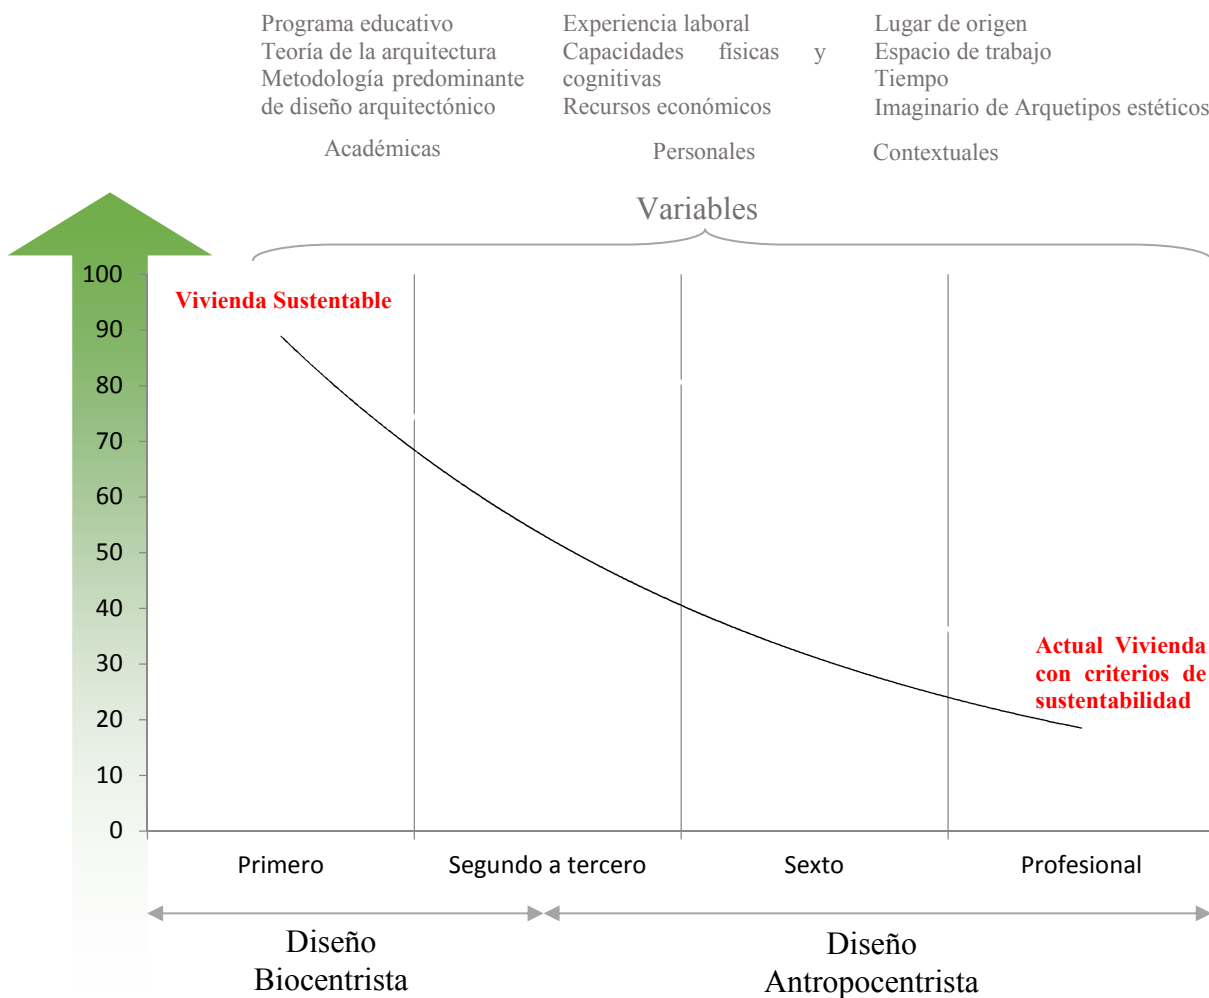 Programa educativo
Teoría de la arquitectura
Metodología predominante
de diseño arquitectónico
Académicas
Experiencia laboral
Capacidades físicas y
cognitivas
Recursos económicos
Personales
Lugar de origen
Espacio de trabajo
Tiempo
Imaginario de Arquetipos estéticos
Contextuales
Variables
100
90
80
70
60
50
40
30
20
10
0
Vivienda Sustentable
Actual Vivienda
con criterios de
sustentabilidad
Primero
Segundo a tercero
Sexto
Profesional
Diseño
Biocentrista
Diseño
Antropocentrista